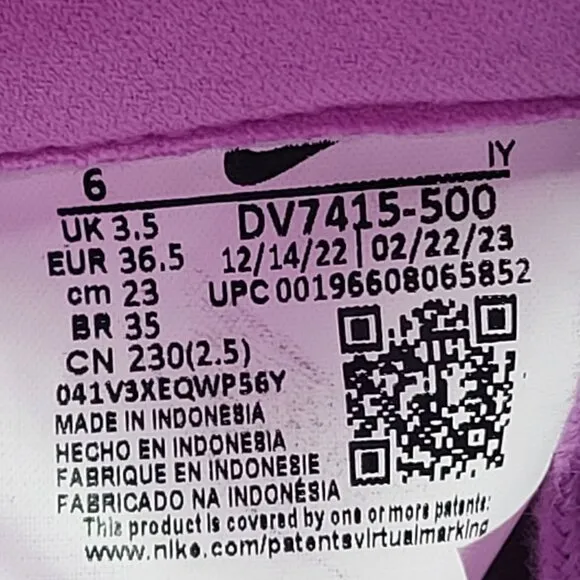 6 IY
UK 3.5 DV7415-500
EUR 36.5 12/14/22 | 02/22/23
cm 23 UPC 00196608065852
BR 35
CN 230(2.5)
041V3XEQWP56Y
MADE IN INDONESIA
HECHO EN INDONESIA
FABRIQUE EN INDONESIE
FABRICADO NA INDONÉSIA
This product is covered by one or more patents:
www.nike.com/patentsvirtualmarking